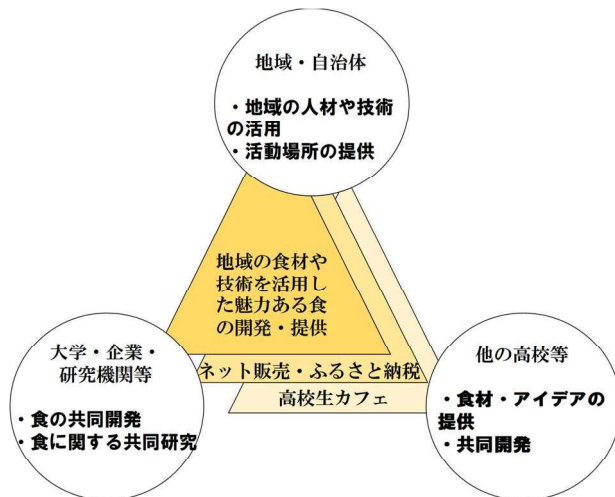 地域・自治体
・地域の人材や技術
の活用
・活動場所の提供
地域の食材や
技術を活用し
た魅力ある食
の開発・提供
大学・企業・
研究機関等
・食の共同開発
・食に関する共同研究
ネット販売・ふるさと納税
高校生カフェ
他の高校等
・食材・アイデアの
提供
・共同開発